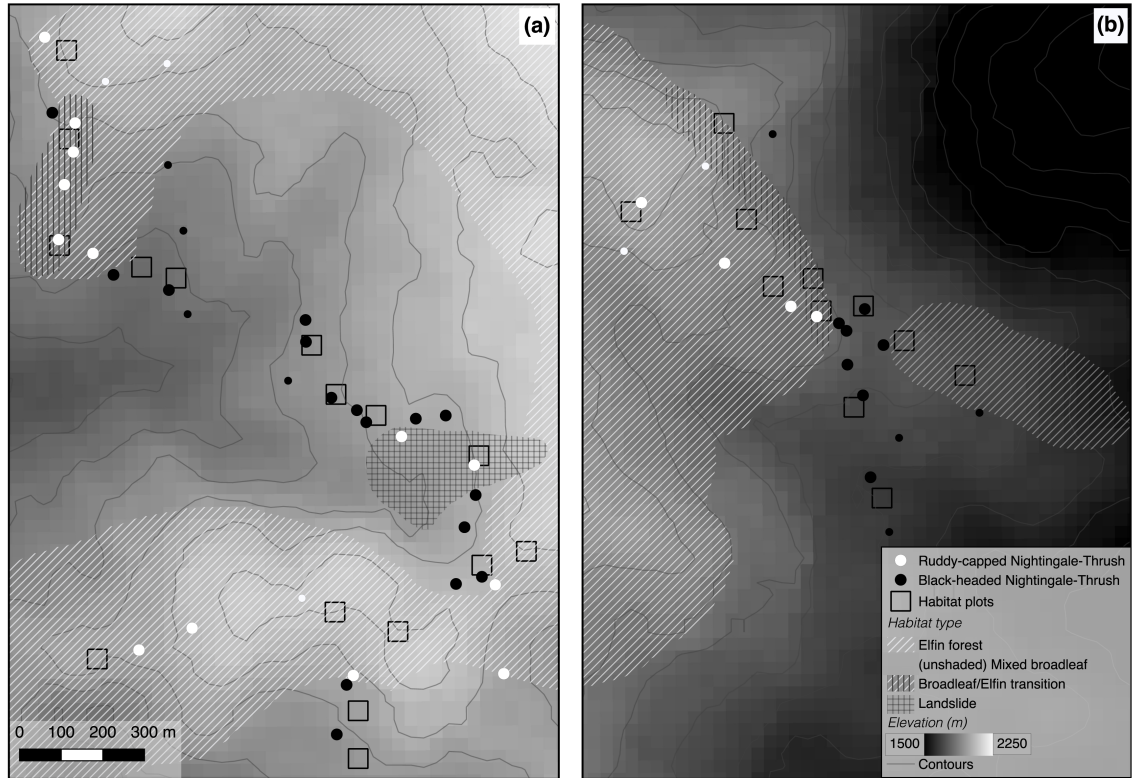 (a)
(b)
0 100 200 300 m
Ruddy-capped Nightingale-Thrush
Black-headed Nightingale-Thrush
Habitat plots
Habitat type
Elfin forest
(unshaded) Mixed broadleaf
Broadleaf/Elfin transition
Landslide
Elevation (m)
1500 2250
Contours